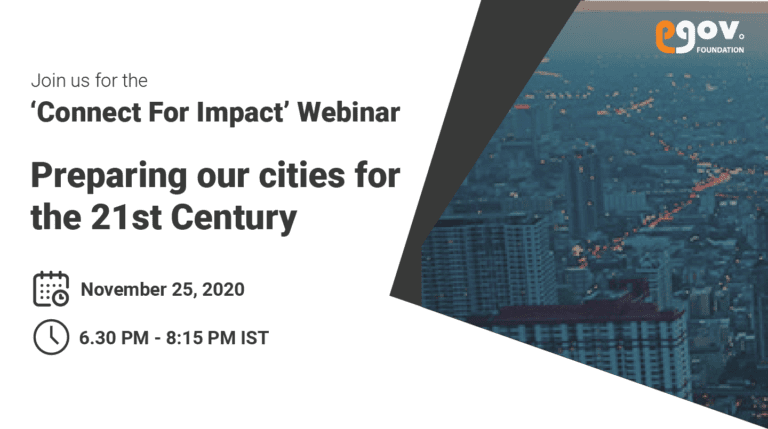 egov.
FOUNDATION
Join us for the
‘Connect For Impact’ Webinar
Preparing our cities for
the 21st Century
November 25, 2020
6.30 PM - 8:15 PM IST